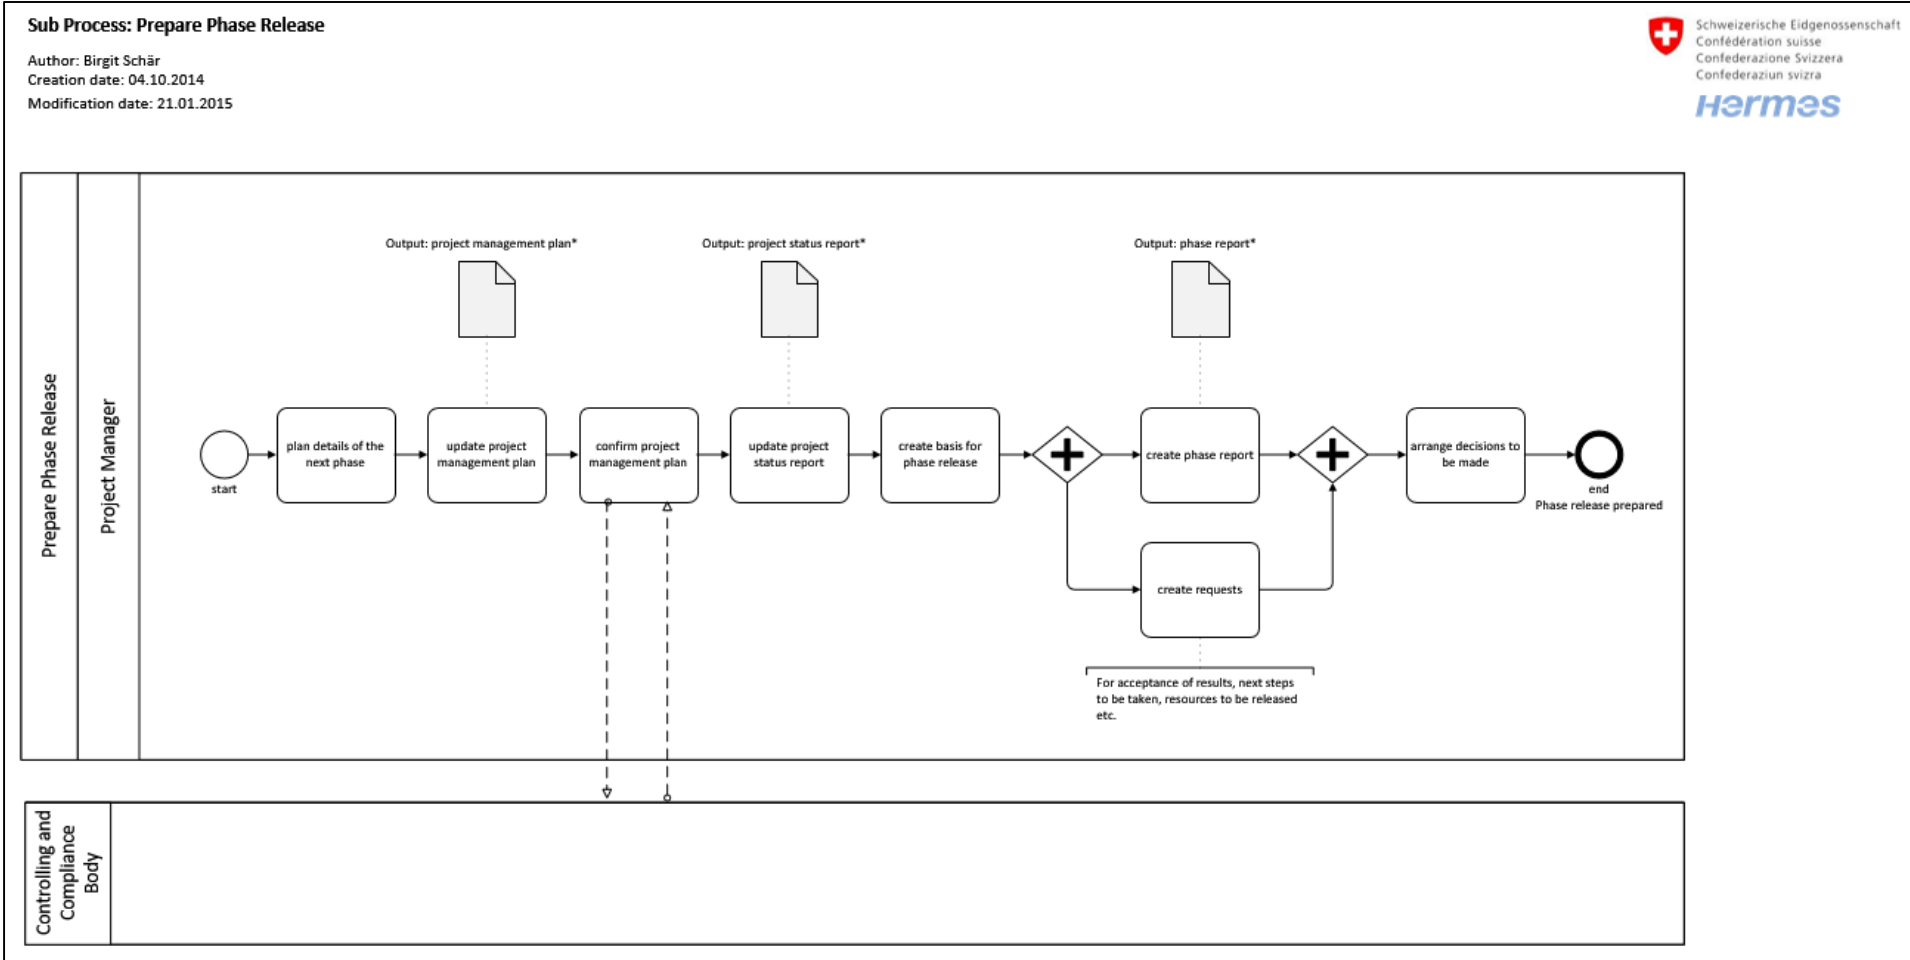 Sub Process: Prepare Phase Release
Author: Birgit Schär
Creation date: 04.10.2014
Modification date: 21.01.2015
Schweizerische Eidgenossenschaft
Confédération suisse
Confederazione Svizzera
Confederaziun svizra
Hermes
Prepare Phase Release
Project Manager
Output: project management plan*
Output: project status report*
Output: phase report*
start
plan details of the
next phase
update project
management plan
confirm project
management plan
update project
status report
create basis for
phase release
create phase report
arrange decisions to
be made
end
Phase release prepared
create requests
For acceptance of results, next steps
to be taken, resources to be released
etc.
Controlling and
Compliance
Body